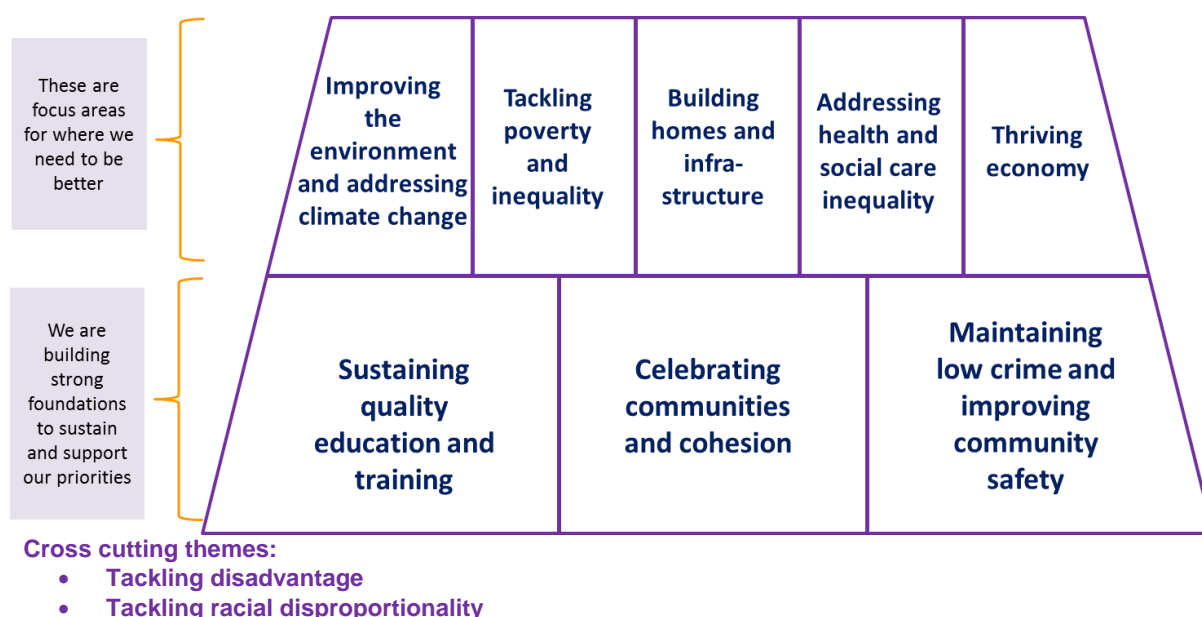 These are
focus areas
for where we
need to be
better
Improving
the
environment
and addressing
climate change
Tackling
poverty
and
inequality
Building
homes and
infra-
structure
Addressing
health and
social care
inequality
Thriving
economy
We are
building
strong
foundations
to sustain
and support
our priorities
Sustaining
quality
education and
training
Celebrating
communities
and cohesion
Maintaining
low crime and
improving
community
safety
Cross cutting themes:
• Tackling disadvantage
• Tackling racial disproportionality